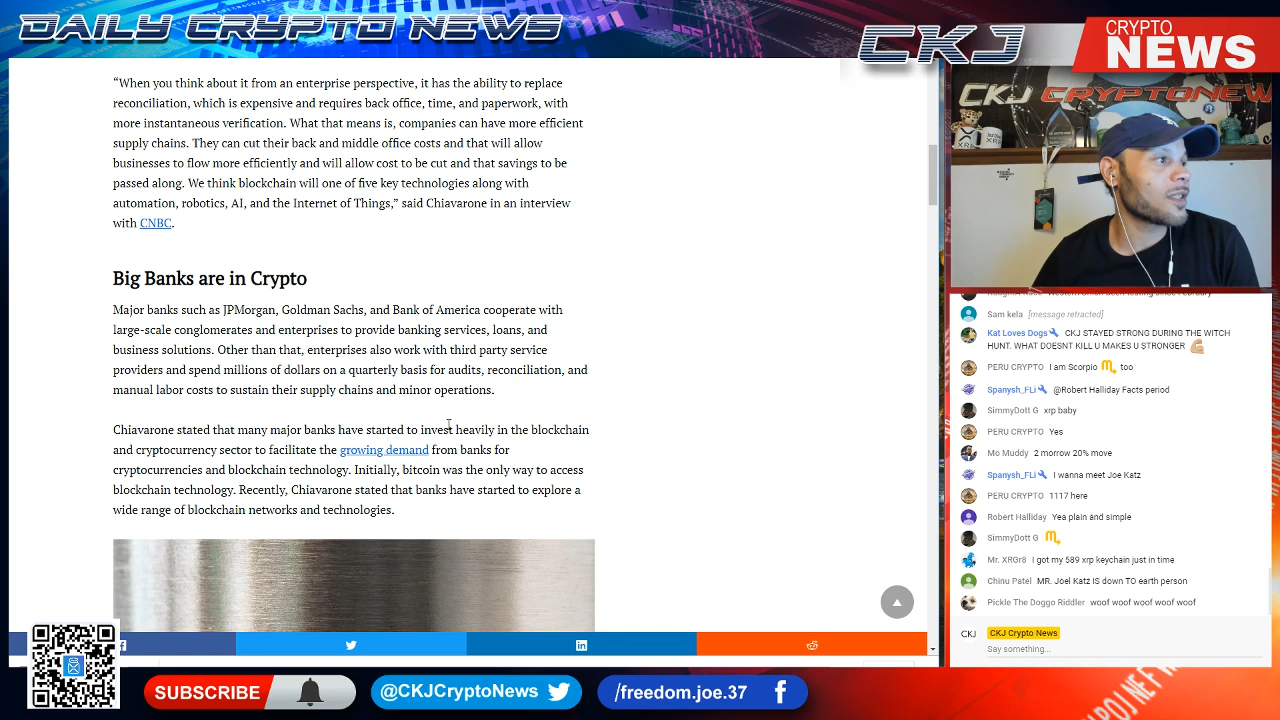 DAILY CRYPTO NEWS
CKJ
CRYPTO
NEWS
“When you think about it from an enterprise perspective, it has the ability to replace
reconciliation, which is expensive and requires back office, time, and paperwork, with
more instantaneous verification. What that means is, companies can have more efficient
supply chains. They can cut their back and middle office costs and that will allow
businesses to flow more efficiently and will allow cost to be cut and that savings to be
passed along. We think blockchain will one of five key technologies along with
automation, robotics, AI, and the Internet of Things,” said Chiavarone in an interview
with CNBC.
Big Banks are in Crypto
Major banks such as JPMorgan, Goldman Sachs, and Bank of America cooperate with
large-scale conglomerates and enterprises to provide banking services, loans, and
business solutions. Other than that, enterprises also work with third party service
providers and spend millions of dollars on a quarterly basis for audits, reconciliation, and
manual labor costs to sustain their supply chains and minor operations.
Chiavarone stated that many major banks have started to invest heavily in the blockchain
and cryptocurrency sector to facilitate the growing demand from banks for
cryptocurrencies and blockchain technology. Initially, bitcoin was the only way to access
blockchain technology. Recently, Chiavarone stated that banks have started to explore a
wide range of blockchain networks and technologies.
CKJ CRYPTONEW
XRP
Sam kela [message retracted]
Kat Loves Dogs CKJ STAYED STRONG DURING THE WITCH
HUNT. WHAT DOESNT KILL U MAKES U STRONGER
PERU CRYPTO I am Scorpio ♏ too
Spanysh_FLi @Robert Halliday Facts period
SimmyDott G xrp baby
PERU CRYPTO Yes
Mo Muddy 2 morrow 20% move
Spanysh_FLi I wanna meet Joe Katz
PERU CRYPTO 1117 here
Robert Halliday Yea plain and simple
SimmyDott G ♏
Mr. XRGr8 I got my 589 xrp keychain just in time
Chinu Patel MR. Joel Katz IS down TO earth person
Pickle The Doggo Riddler woof woof woof woof woof
CKJ CKJ Crypto News
Say something...
SUBSCRIBE
@CKJCryptoNews
/freedom.joe.37